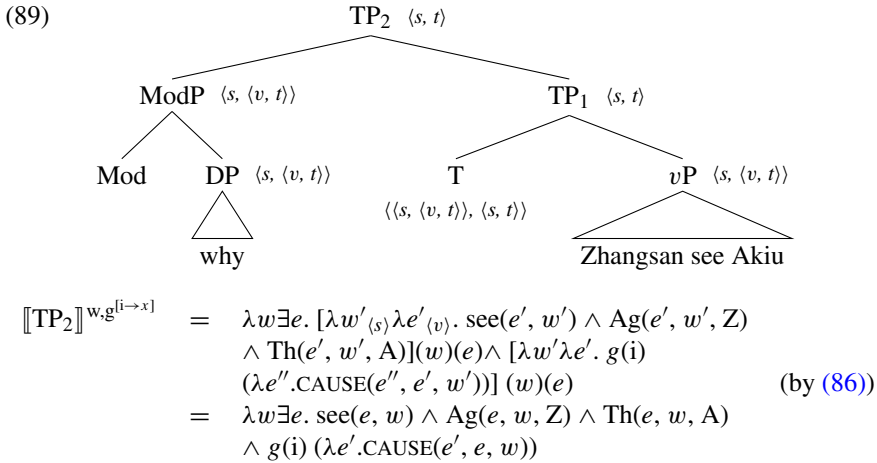 (89)
TP₂ ⟨s, t⟩
ModP ⟨s, ⟨v, t⟩⟩ TP₁ ⟨s, t⟩
Mod DP ⟨s, ⟨v, t⟩⟩ T vP ⟨s, ⟨v, t⟩⟩
⟨⟨s, ⟨v, t⟩⟩, ⟨s, t⟩⟩
why Zhangsan see Akiu
⟦TP₂⟧^{w,g^{[i→x]}} = λw∃e. [λw′₍ₛ₎λe′₍ᵥ₎. see(e′, w′) ∧ Ag(e′, w′, Z)
∧ Th(e′, w′, A)](w)(e)∧ [λw′λe′. g(i)
(λe″.CAUSE(e″, e′, w′))] (w)(e) (by (86))
= λw∃e. see(e, w) ∧ Ag(e, w, Z) ∧ Th(e, w, A)
∧ g(i) (λe′.CAUSE(e′, e, w))